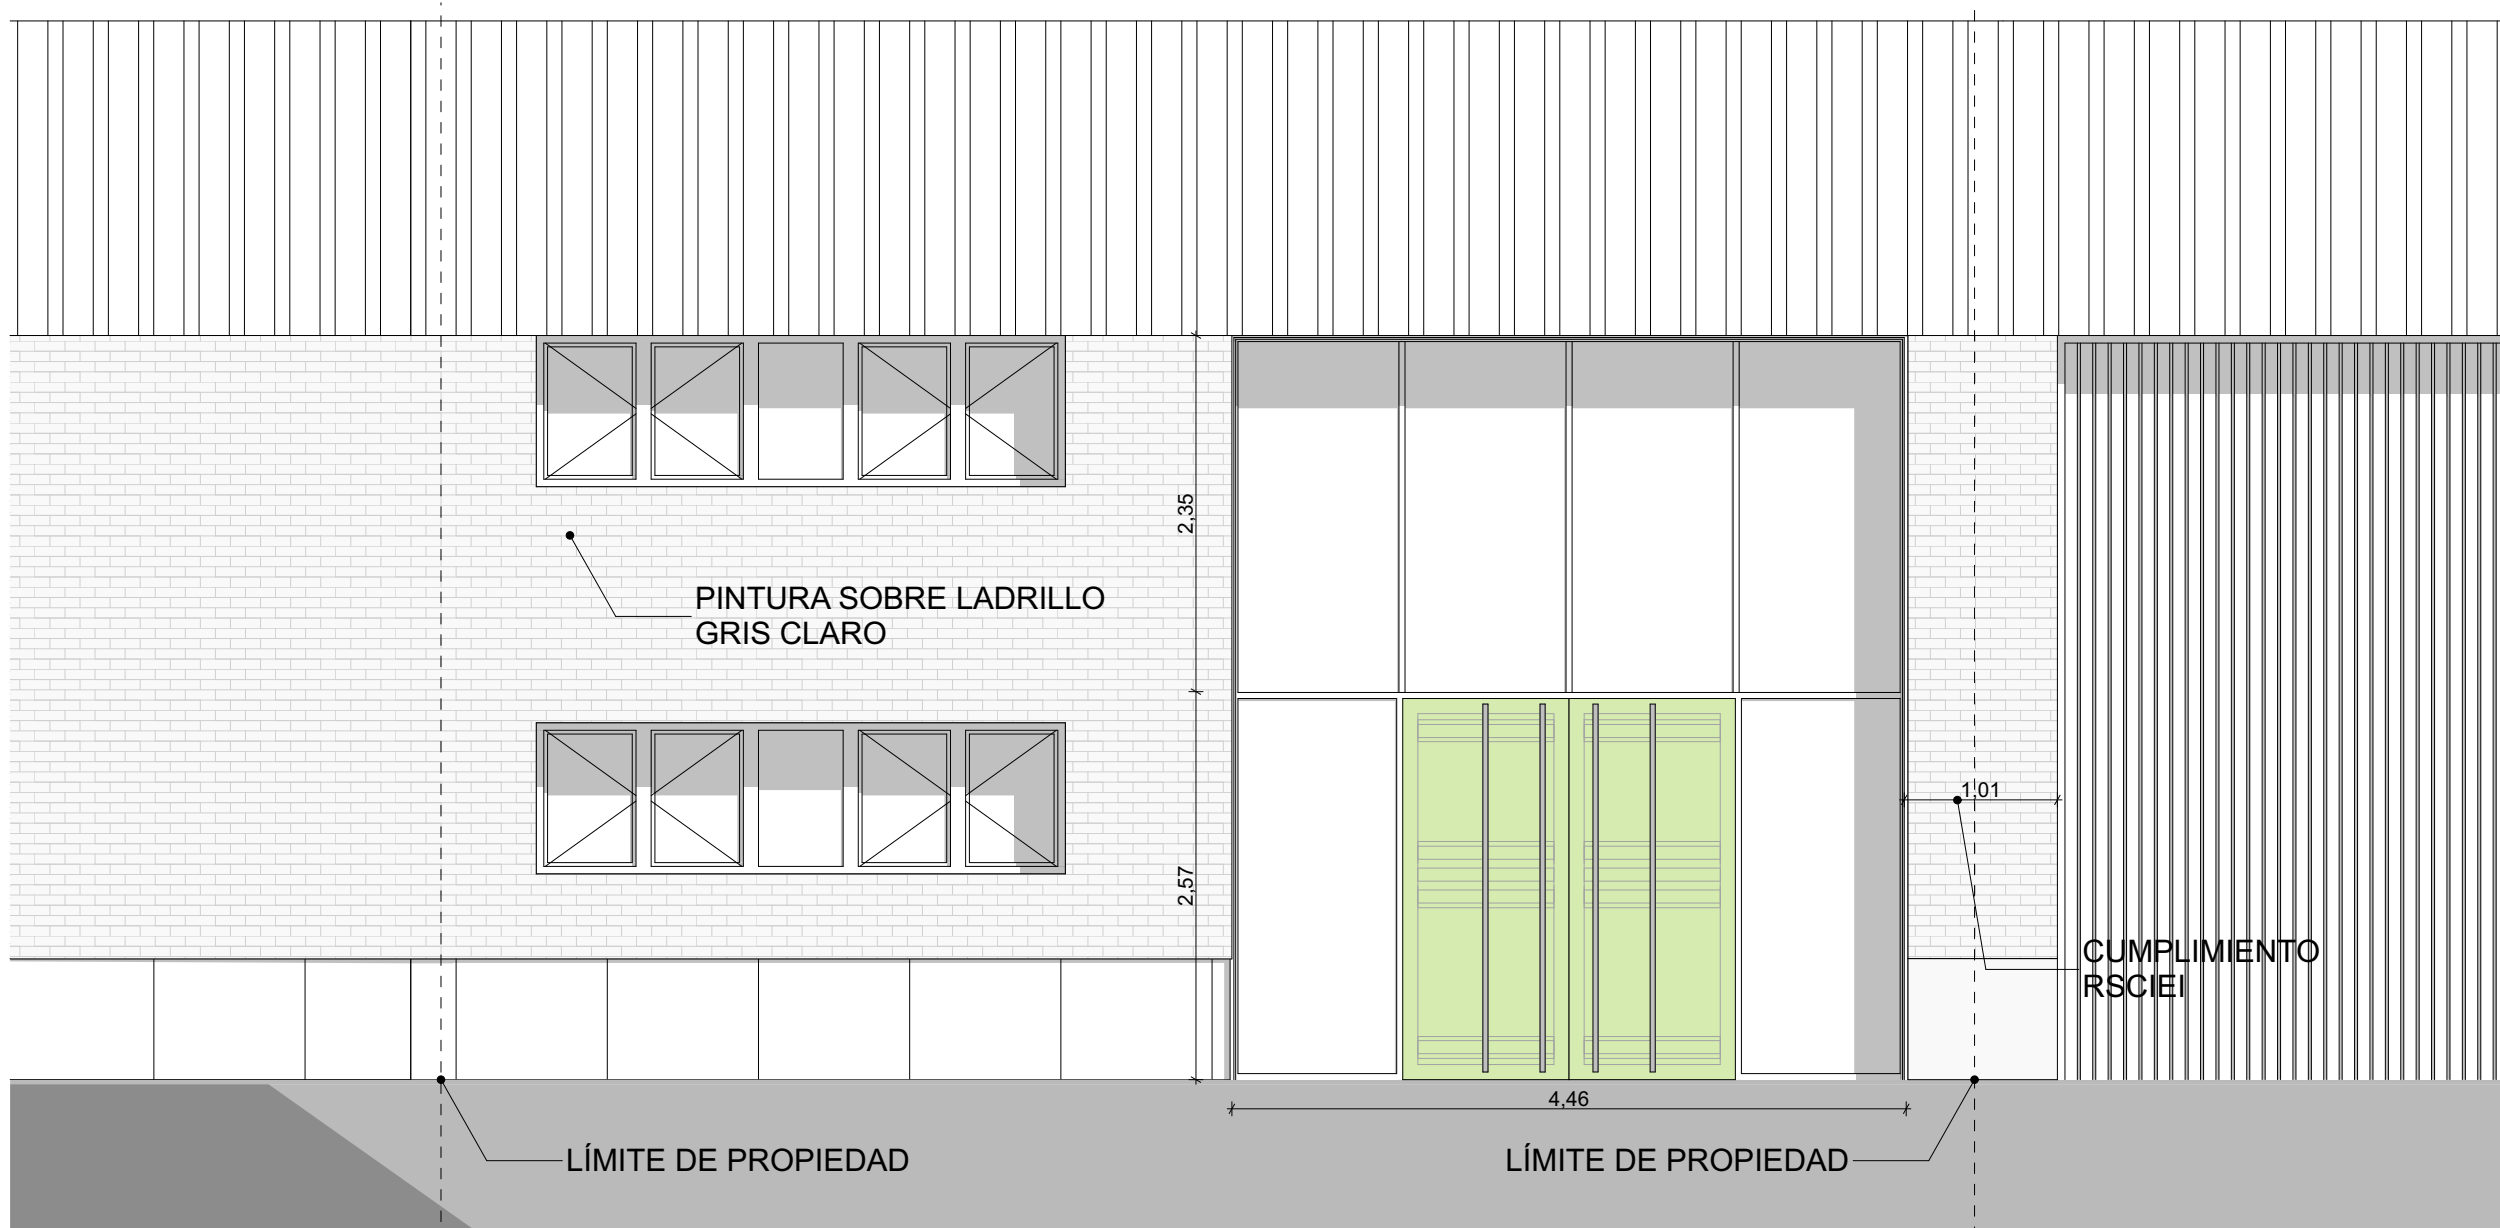 2,35
PINTURA SOBRE LADRILLO
GRIS CLARO
1,01
2,57
CUMPLIMIENTO
RSCIEI
4,46
LÍMITE DE PROPIEDAD
LÍMITE DE PROPIEDAD